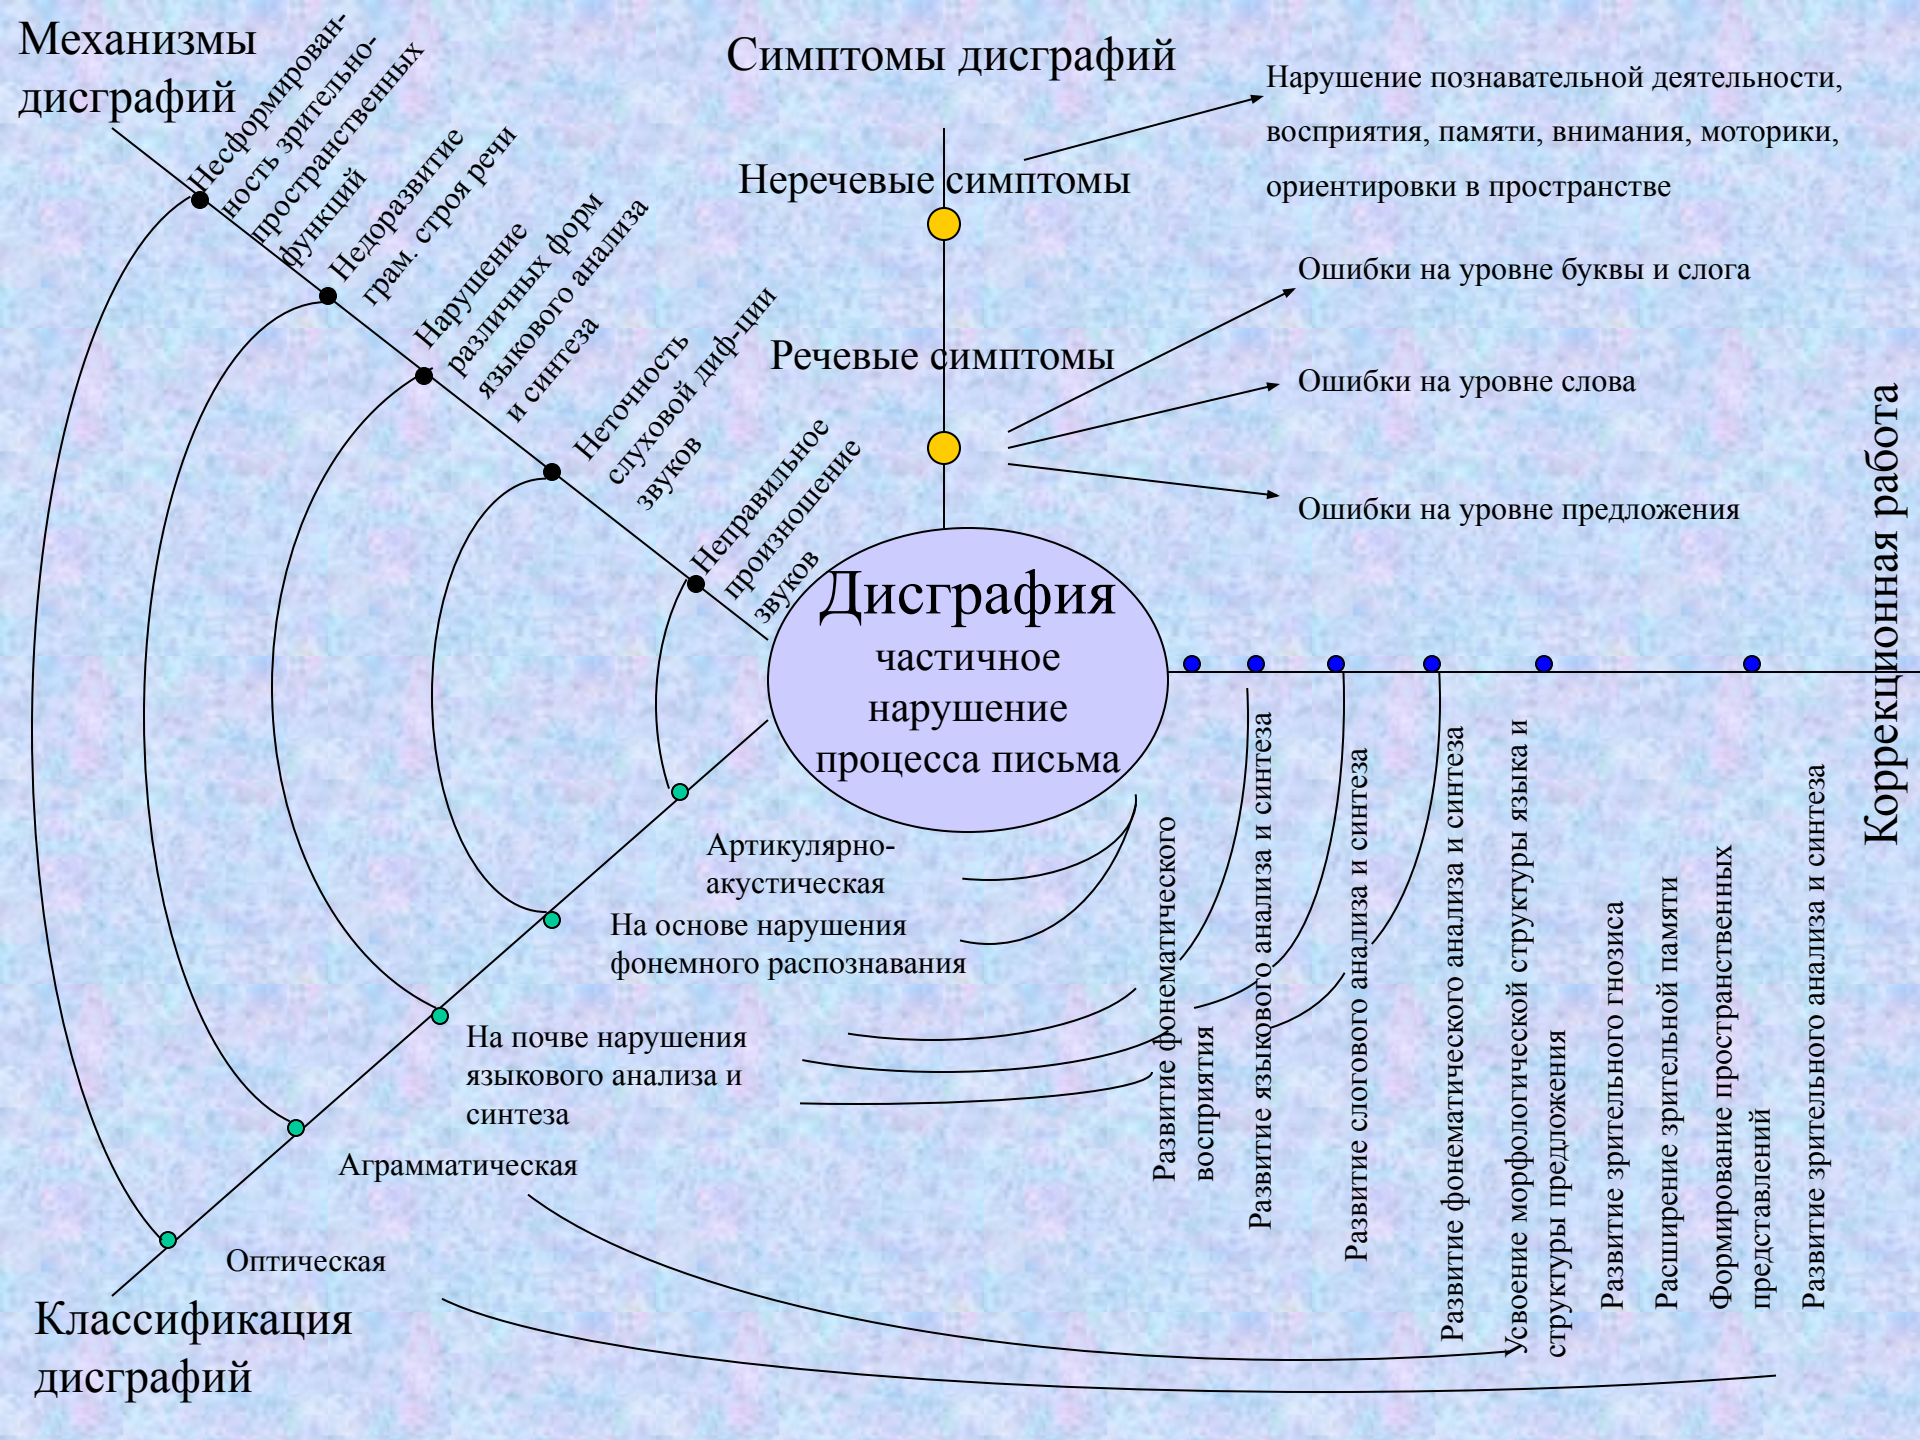 Механизмы
дисграфий
Несформирован-
ность зрительно-
пространственных
функций
Недоразвитие
грам. строя речи
Нарушение
различных форм
языкового анализа
и синтеза
Неточность
слуховой диф-ции
звуков
Неправильное
произношение
звуков
Симптомы дисграфий
Неречевые симптомы
Нарушение познавательной деятельности,
восприятия, памяти, внимания, моторики,
ориентировки в пространстве
Речевые симптомы
Ошибки на уровне буквы и слога
Ошибки на уровне слова
Ошибки на уровне предложения
Дисграфия
частичное
нарушение
процесса письма
Коррекционная работа
Развитие фонематического
восприятия
Развитие языкового анализа и синтеза
Развитие слогового анализа и синтеза
Развитие фонематического анализа и синтеза
Усвоение морфологической структуры языка и
структуры предложения
Развитие зрительного гнозиса
Расширение зрительной памяти
Формирование пространственных
представлений
Развитие зрительного анализа и синтеза
Артикулярно-
акустическая
На основе нарушения
фонемного распознавания
На почве нарушения
языкового анализа и
синтеза
Аграмматическая
Оптическая
Классификация
дисграфий